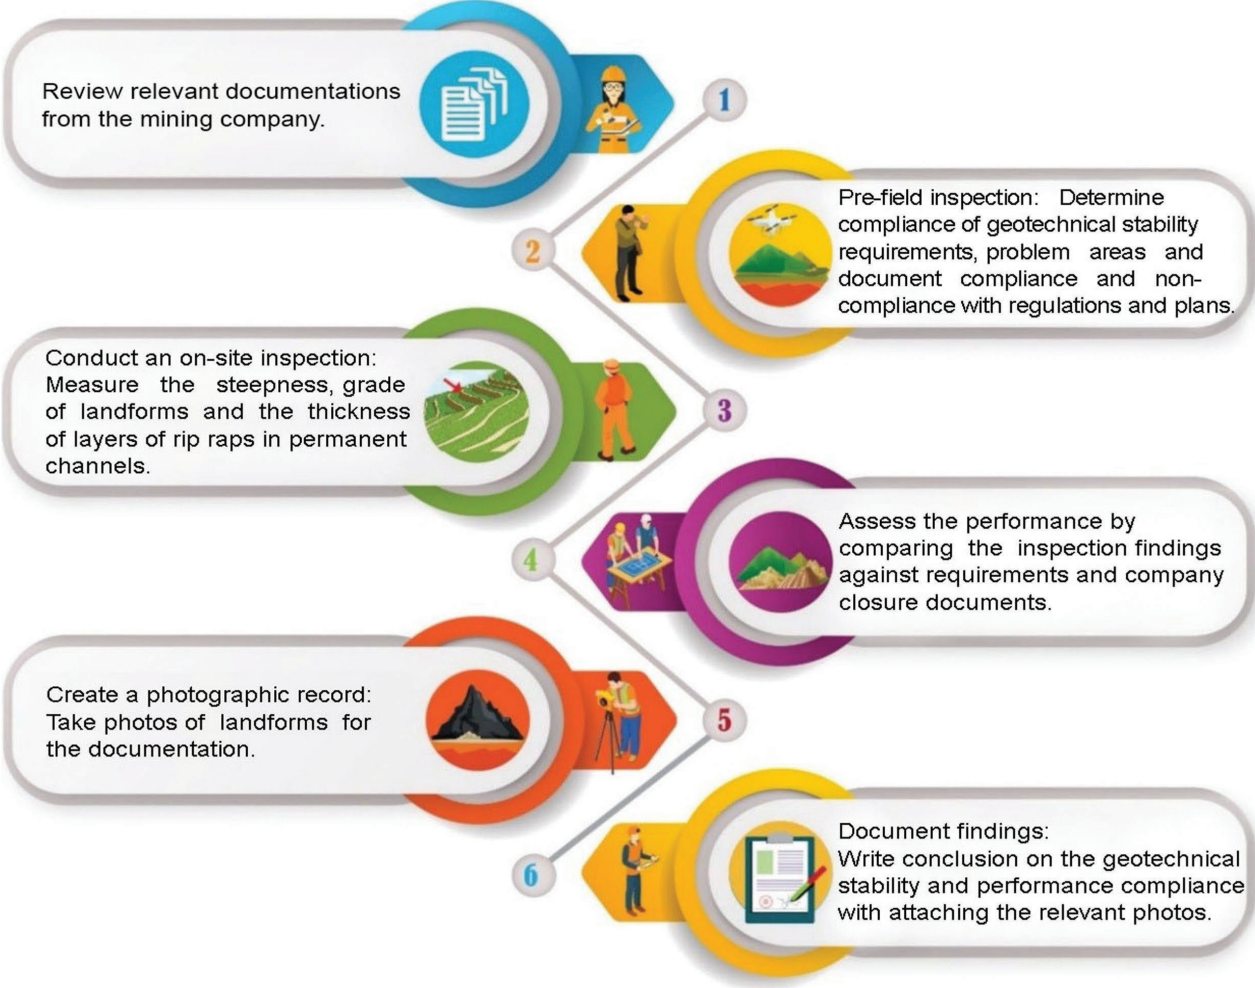 Review relevant documentations
from the mining company.
1
Pre-field inspection: Determine
compliance of geotechnical stability
requirements, problem areas and
document compliance and non-
compliance with regulations and plans.
2
Conduct an on-site inspection:
Measure the steepness, grade
of landforms and the thickness
of layers of rip raps in permanent
channels.
3
Assess the performance by
comparing the inspection findings
against requirements and company
closure documents.
4
Create a photographic record:
Take photos of landforms for
the documentation.
5
Document findings:
Write conclusion on the geotechnical
stability and performance compliance
with attaching the relevant photos.
6